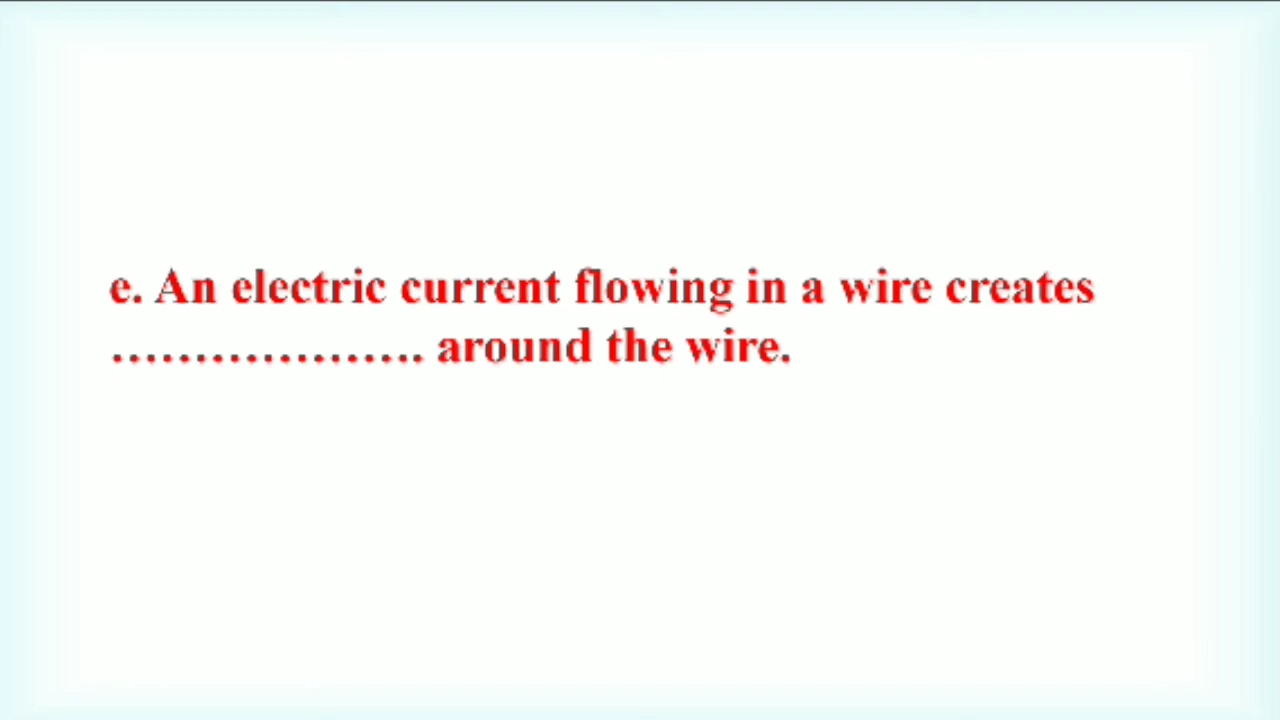 e. An electric current flowing in a wire creates
................... around the wire.